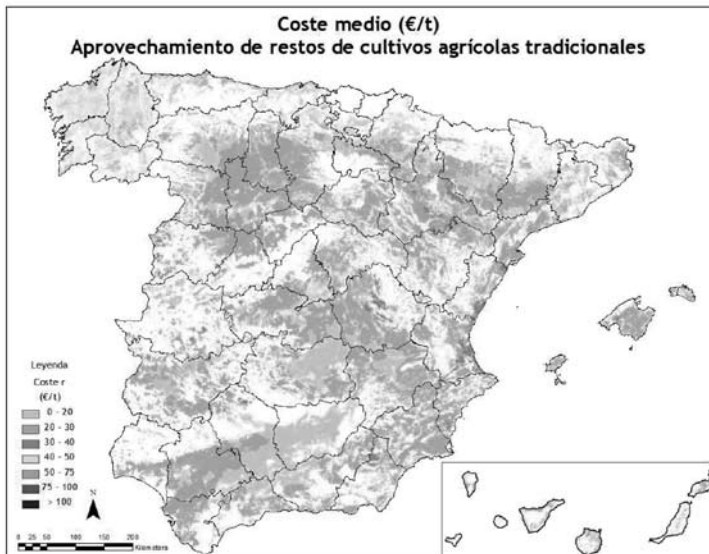 Coste medio (€/t)
Aprovechamiento de restos de cultivos agrícolas tradicionales
Leyenda
Coste r
(€/t)
0 - 20
20 - 30
30 - 40
40 - 50
50 - 75
75 - 100
> 100
N
0 25 50 100 150 200
Kilometers